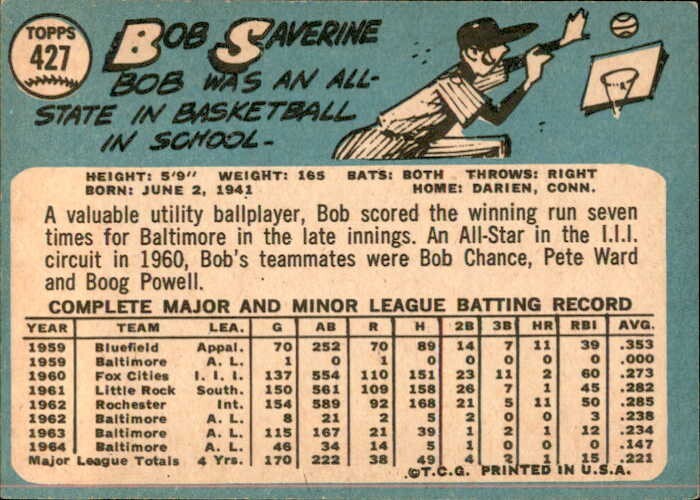 TOPPS
427
BOB SAVERINE
BOB WAS AN ALL-
STATE IN BASKETBALL
IN SCHOOL-
HEIGHT: 5'9" WEIGHT: 165 BATS: BOTH THROWS: RIGHT
BORN: JUNE 2, 1941 HOME: DARIEN, CONN.
A valuable utility ballplayer, Bob scored the winning run seven
times for Baltimore in the late innings. An All-Star in the I.I.I.
circuit in 1960, Bob's teammates were Bob Chance, Pete Ward
and Boog Powell.
COMPLETE MAJOR AND MINOR LEAGUE BATTING RECORD
YEAR TEAM LEA. G AB R H 2B 3B HR RBI AVG.
1959 Bluefield Appal. 70 252 70 89 14 7 11 39 .353
1959 Baltimore A. L. 1 0 1 0 0 0 0 0 .000
1960 Fox Cities I. I. I. 137 554 110 151 23 11 2 60 .273
1961 Little Rock South. 150 561 109 158 26 7 1 45 .282
1962 Rochester Int. 154 589 92 168 21 5 11 50 .285
1962 Baltimore A. L. 8 21 2 5 2 0 0 3 .238
1963 Baltimore A. L. 115 167 21 39 1 2 1 12 .234
1964 Baltimore A. L. 46 34 14 5 1 0 0 0 .147
Major League Totals 4 Yrs. 170 222 38 49 4 2 1 15 .221
©T.C.G. PRINTED IN U.S.A.